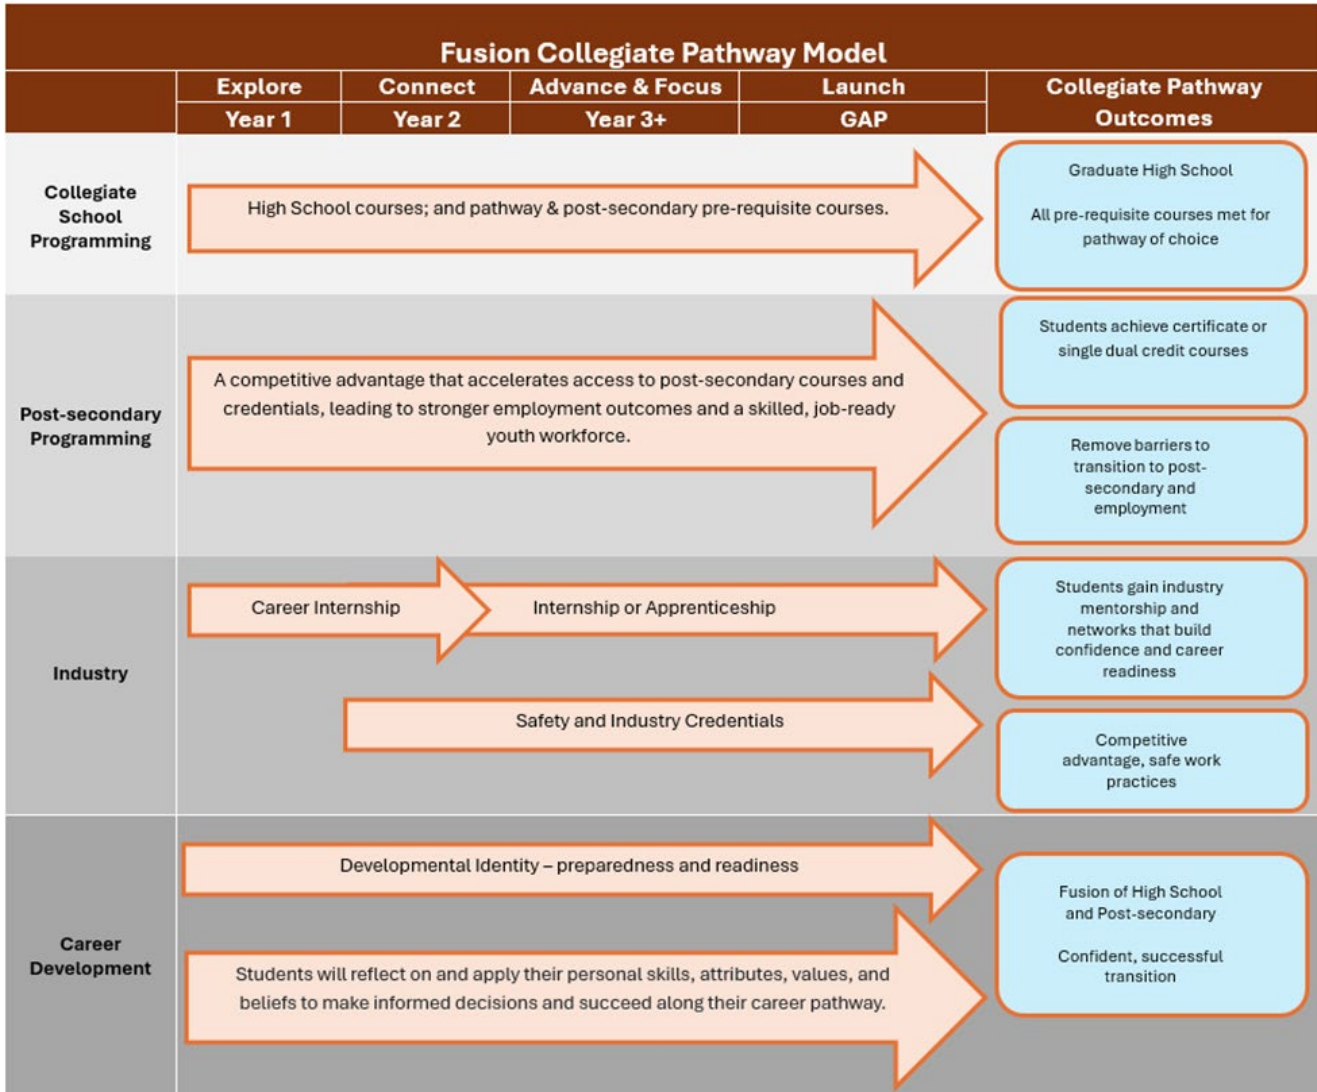 Fusion Collegiate Pathway Model
Explore
Connect
Advance & Focus
Launch
Collegiate Pathway
Outcomes
Year 1
Year 2
Year 3+
GAP
Collegiate
School
Programming
High School courses; and pathway & post-secondary pre-requisite courses.
Graduate High School
All pre-requisite courses met for
pathway of choice
Post-secondary
Programming
A competitive advantage that accelerates access to post-secondary courses and
credentials, leading to stronger employment outcomes and a skilled, job-ready
youth workforce.
Students achieve certificate or
single dual credit courses
Remove barriers to
transition to post-
secondary and
employment
Industry
Career Internship
Internship or Apprenticeship
Safety and Industry Credentials
Students gain industry
mentorship and
networks that build
confidence and career
readiness
Competitive
advantage, safe work
practices
Career
Development
Developmental Identity – preparedness and readiness
Students will reflect on and apply their personal skills, attributes, values, and
beliefs to make informed decisions and succeed along their career pathway.
Fusion of High School
and Post-secondary
Confident, successful
transition